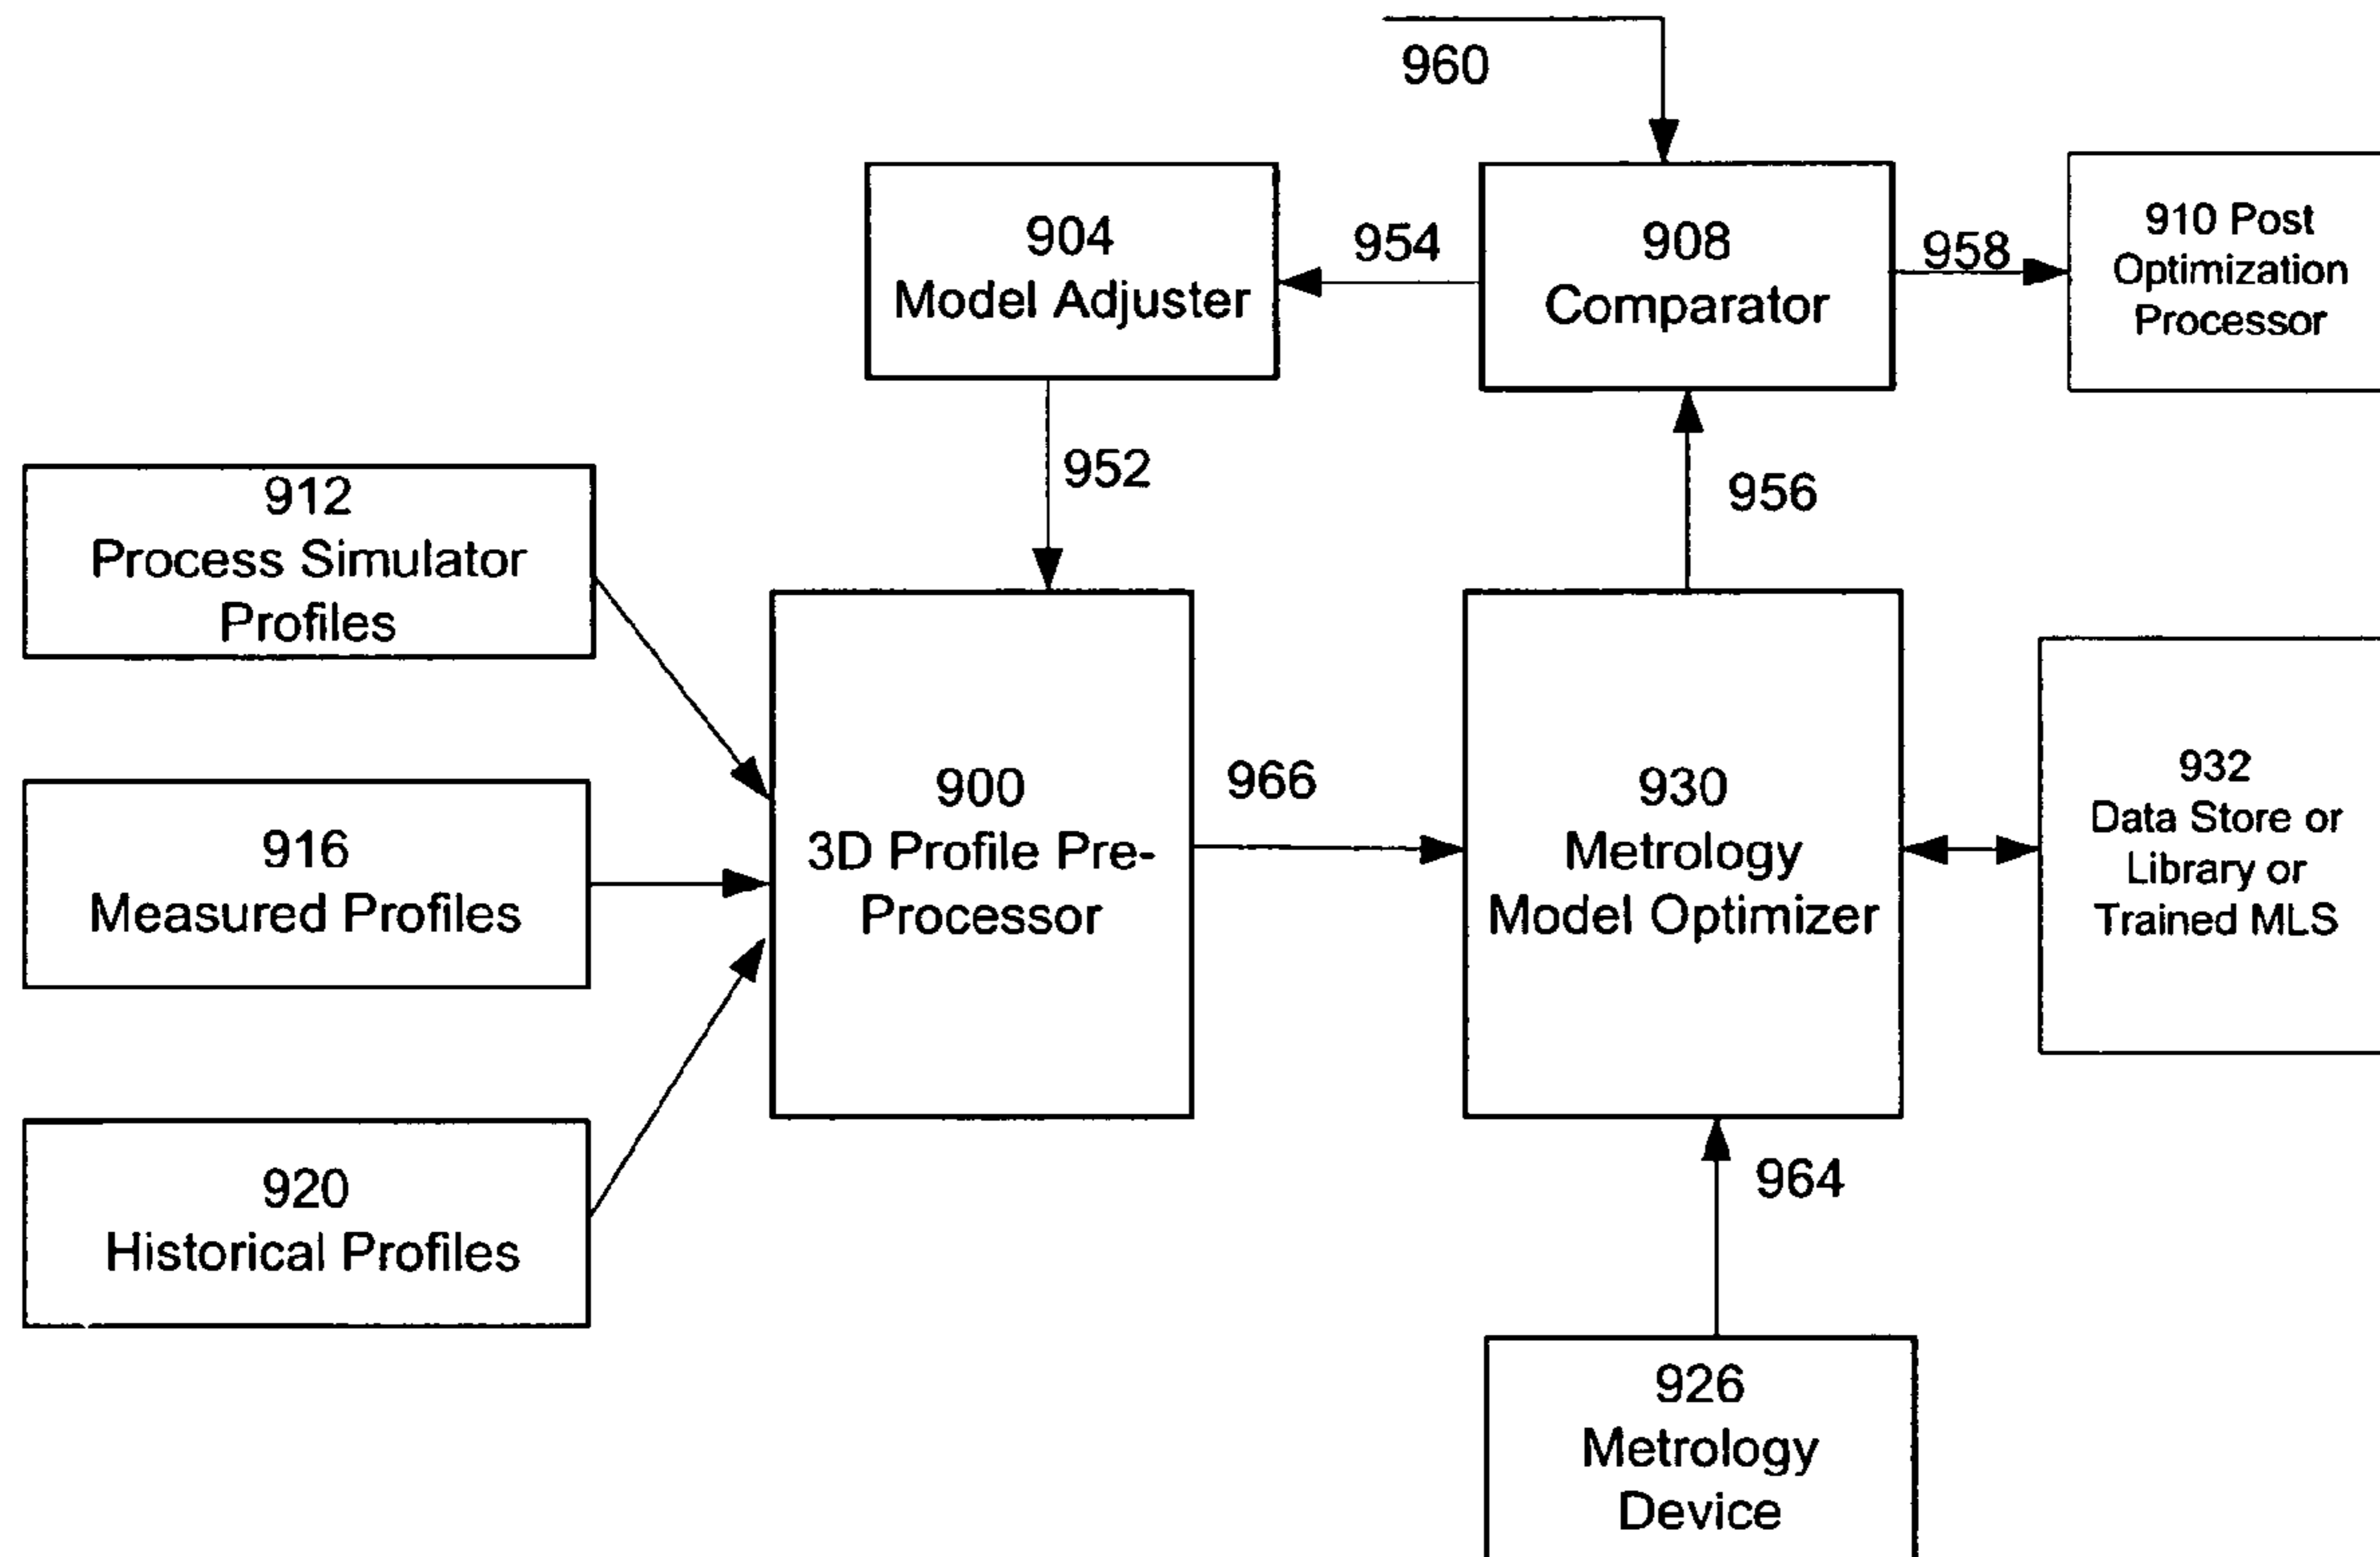 960
904
Model Adjuster
954
908
Comparator
958
910 Post
Optimization
Processor
952
956
912
Process Simulator
Profiles
916
Measured Profiles
920
Historical Profiles
900
3D Profile Pre-
Processor
966
930
Metrology
Model Optimizer
932
Data Store or
Library or
Trained MLS
964
926
Metrology
Device